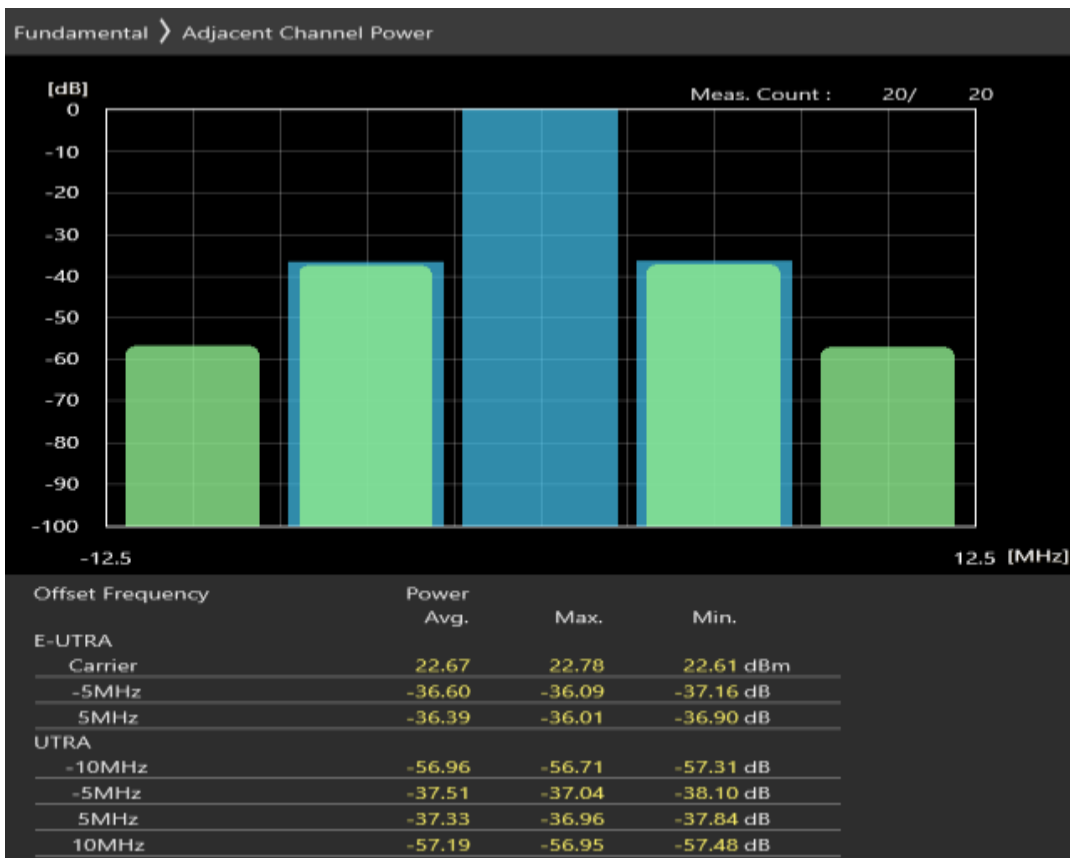 Fundamental 〉 Adjacent Channel Power
[dB]
Meas. Count : 20/ 20
0
-10
-20
-30
-40
-50
-60
-70
-80
-90
-100
-12.5 12.5 [MHz]
Offset Frequency Power
Avg. Max. Min.
E-UTRA
Carrier 22.67 22.78 22.61 dBm
-5MHz -36.60 -36.09 -37.16 dB
5MHz -36.39 -36.01 -36.90 dB
UTRA
-10MHz -56.96 -56.71 -57.31 dB
-5MHz -37.51 -37.04 -38.10 dB
5MHz -37.33 -36.96 -37.84 dB
10MHz -57.19 -56.95 -57.48 dB